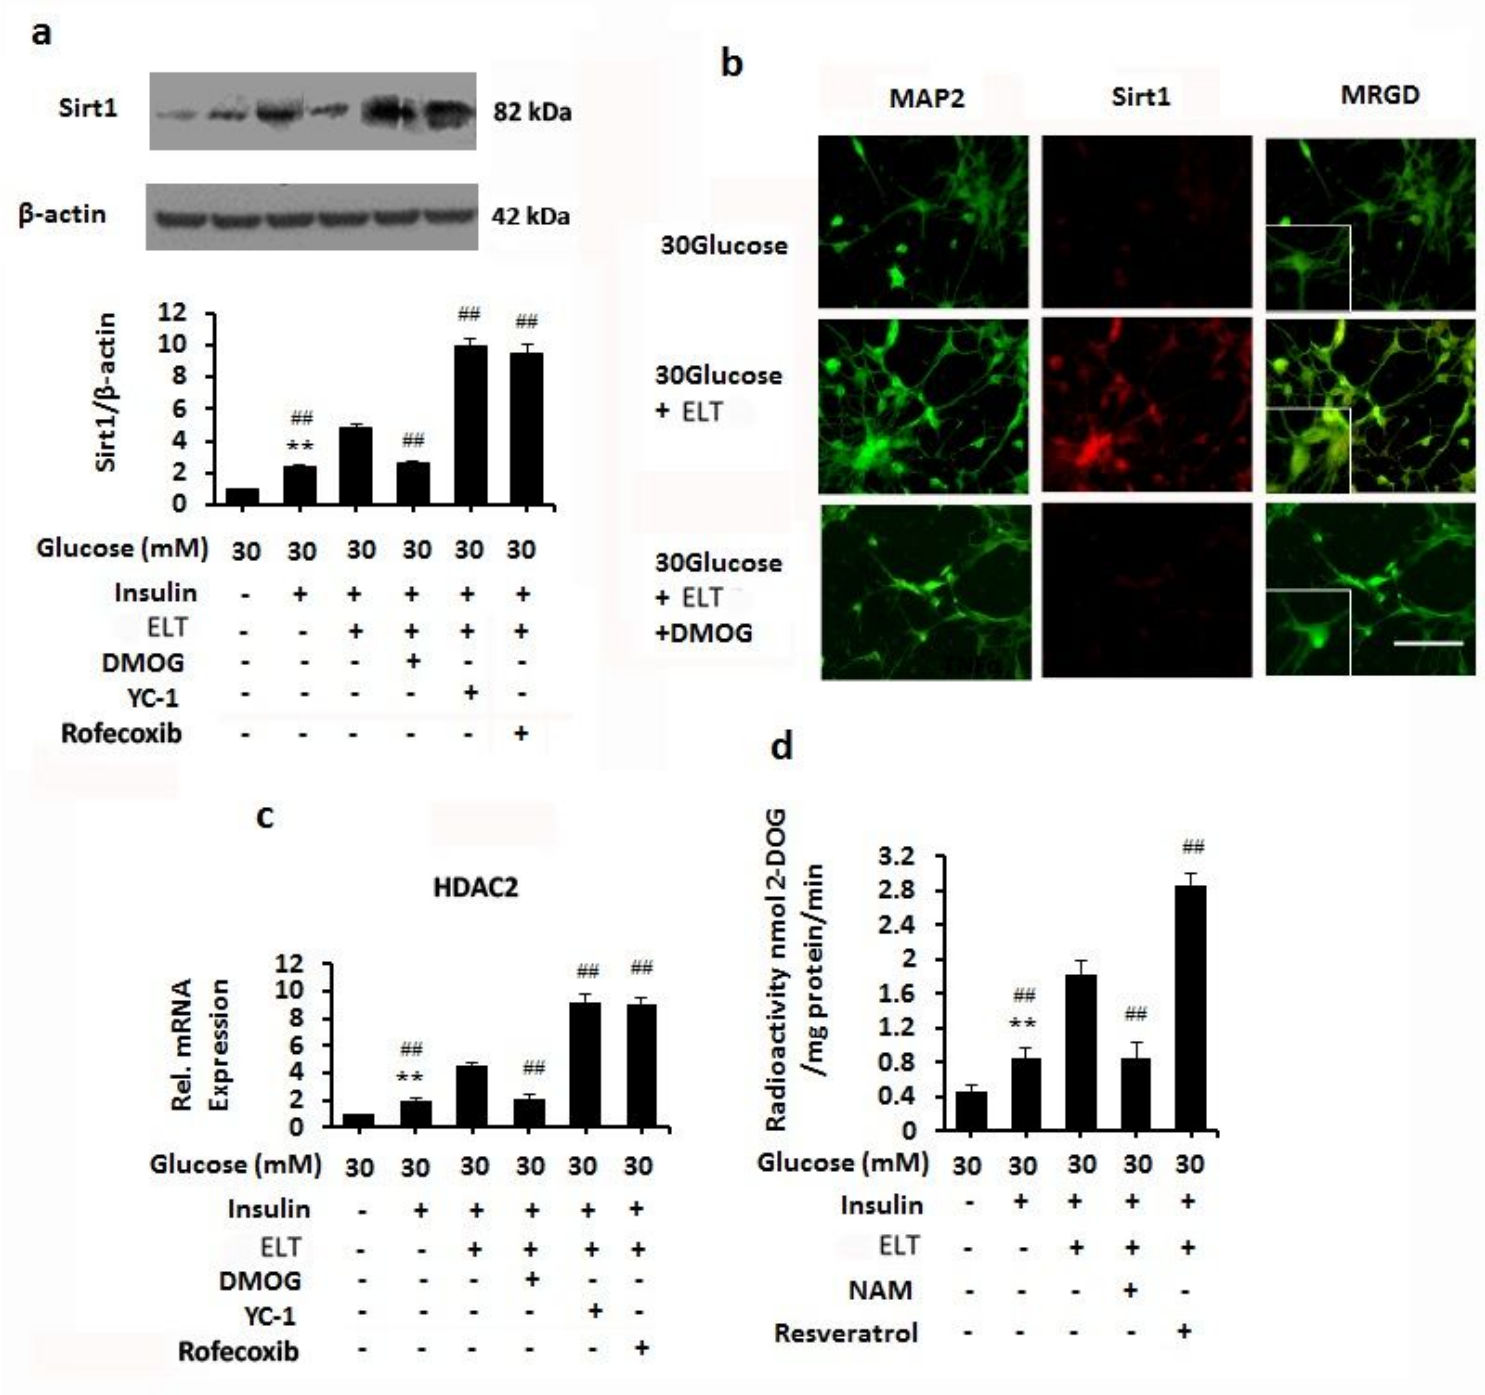 a
Sirt1
82 kDa
β-actin
42 kDa
Sirt1/β-actin
12
10
8
6
4
2
0
##
**
##
##
##
Glucose (mM) 30 30 30 30 30 30
Insulin - + + + + +
ELT - - + + + +
DMOG - - - + - -
YC-1 - - - - + -
Rofecoxib - - - - - +
b
MAP2 Sirt1 MRGD
30Glucose
30Glucose
+ ELT
30Glucose
+ ELT
+DMOG
c
HDAC2
Rel. mRNA
Expression
12
10
8
6
4
2
0
##
**
##
##
##
Glucose (mM) 30 30 30 30 30 30
Insulin - + + + + +
ELT - - + + + +
DMOG - - - + - -
YC-1 - - - - + -
Rofecoxib - - - - - +
d
Radioactivity nmol 2-DOG
/mg protein/min
3.2
2.8
2.4
2
1.6
1.2
0.8
0.4
0
##
**
##
##
Glucose (mM) 30 30 30 30 30
Insulin - + + + +
ELT - - + + +
NAM - - - + -
Resveratrol - - - - +